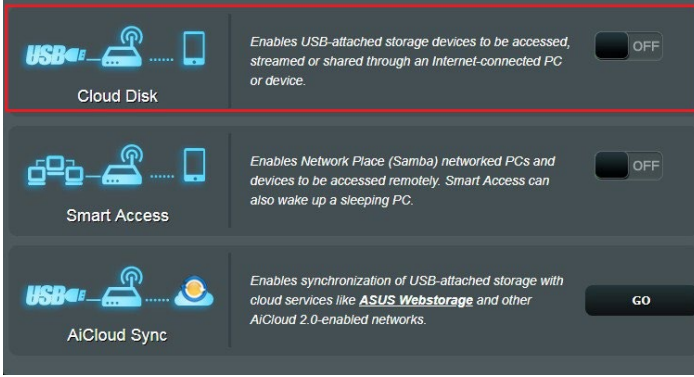 Enables USB-attached storage devices to be accessed,
streamed or shared through an Internet-connected PC
or device.
USB
OFF
Cloud Disk
Enables Network Place (Samba) networked PCs and
devices to be accessed remotely. Smart Access can
also wake up a sleeping PC.
OFF
Smart Access
Enables synchronization of USB-attached storage with
cloud services like ASUS Webstorage and other
AiCloud 2.0-enabled networks.
USB
GO
AiCloud Sync